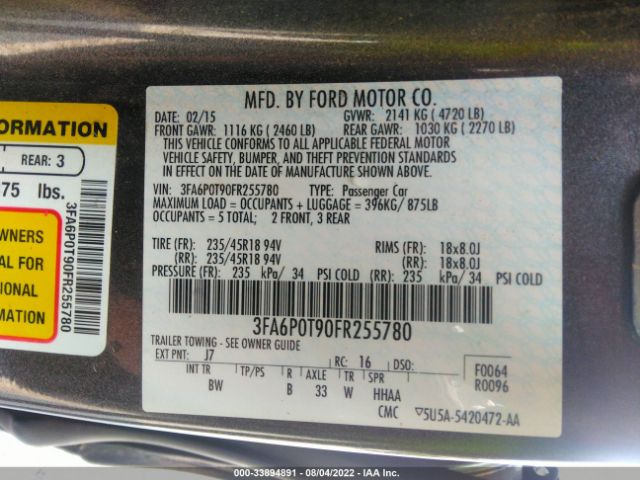 ORMATION
REAR: 3
75 lbs.
WNERS
AL FOR
IONAL
MATION
3FA6P0T90FR255780
MFD. BY FORD MOTOR CO.
DATE: 02/15 GVWR: 2141 KG ( 4720 LB)
FRONT GAWR: 1116 KG ( 2460 LB) REAR GAWR: 1030 KG ( 2270 LB)
THIS VEHICLE CONFORMS TO ALL APPLICABLE FEDERAL MOTOR
VEHICLE SAFETY, BUMPER, AND THEFT PREVENTION STANDARDS
IN EFFECT ON THE DATE OF MANUFACTURE SHOWN ABOVE.
VIN: 3FA6P0T90FR255780 TYPE: Passenger Car
MAXIMUM LOAD = OCCUPANTS + LUGGAGE = 396KG/ 875LB
OCCUPANTS = 5 TOTAL; 2 FRONT, 3 REAR
TIRE (FR): 235/45R18 94V RIMS (FR): 18x8.0J
(RR): 235/45R18 94V (RR): 18x8.0J
PRESSURE (FR): 235 kPa/ 34 PSI COLD (RR): 235 kPa/ 34 PSI COLD
3FA6P0T90FR255780
TRAILER TOWING - SEE OWNER GUIDE
EXT PNT: J7 RC: 16 DSO: F0064
INT TR TP/PS R AXLE TR SPR R0096
BW B 33 W HHAA
CMC ▽5U5A-5420472-AA
000-33894891 - 08/04/2022 - IAA Inc.